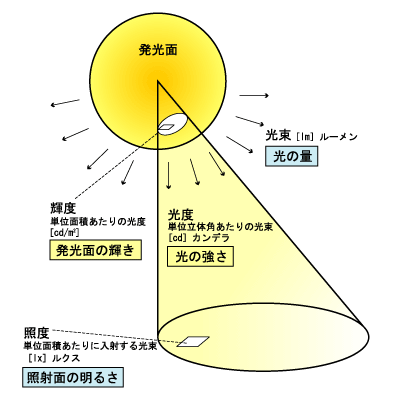 発光面
光束 [lm] ルーメン
光の量
輝度
単位面積あたりの光度
[cd/㎡]
発光面の輝き
光度
単位立体角あたりの光束
[cd] カンデラ
光の強さ
照度
単位面積あたりに入射する光束
[lx] ルクス
照射面の明るさ